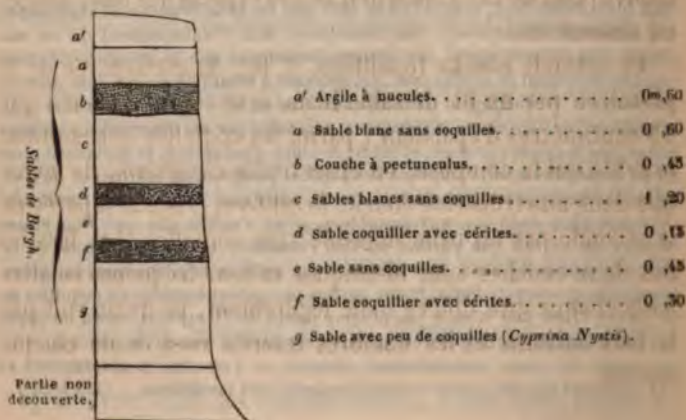 a' Argile à nucules. . . . . . . . . . . . . . . 0m,60
a Sable blanc sans coquilles. . . . . . . . . 0 ,60
b Couche à pectunculus. . . . . . . . . . . . 0 ,45
c Sables blancs sans coquilles. . . . . . . . 1 ,20
d Sable coquillier avec cérites. . . . . . . . 0 ,15
e Sable sans coquilles. . . . . . . . . . . . . 0 ,45
f Sable coquillier avec cérites. . . . . . . . 0 ,30
g Sable avec peu de coquilles (Cyprina Nystii).
a'
a
b
c
d
e
f
g
Sables de Bergh.
Partie non
découverte.